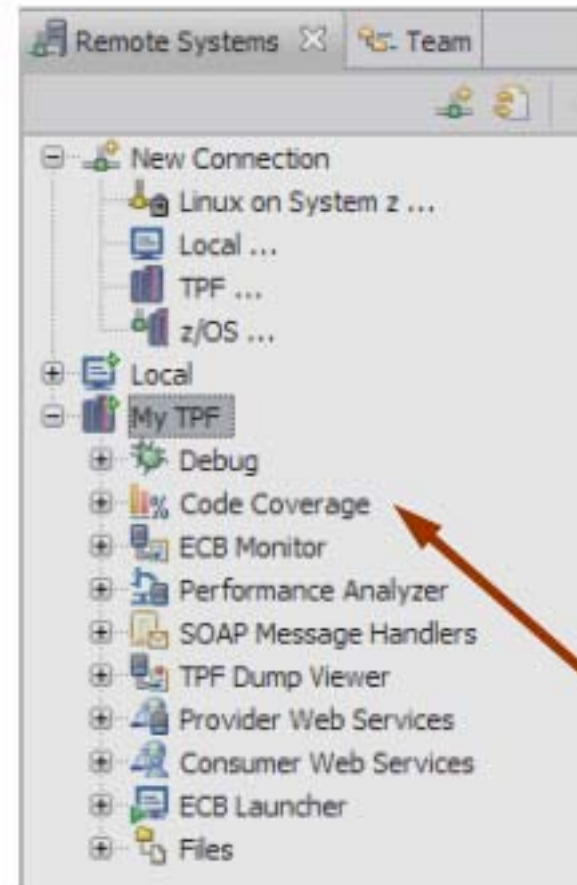 Remote Systems Team
New Connection
Linux on System z ...
Local ...
TPF ...
z/OS ...
Local
My TPF
Debug
Code Coverage
ECB Monitor
Performance Analyzer
SOAP Message Handlers
TPF Dump Viewer
Provider Web Services
Consumer Web Services
ECB Launcher
Files